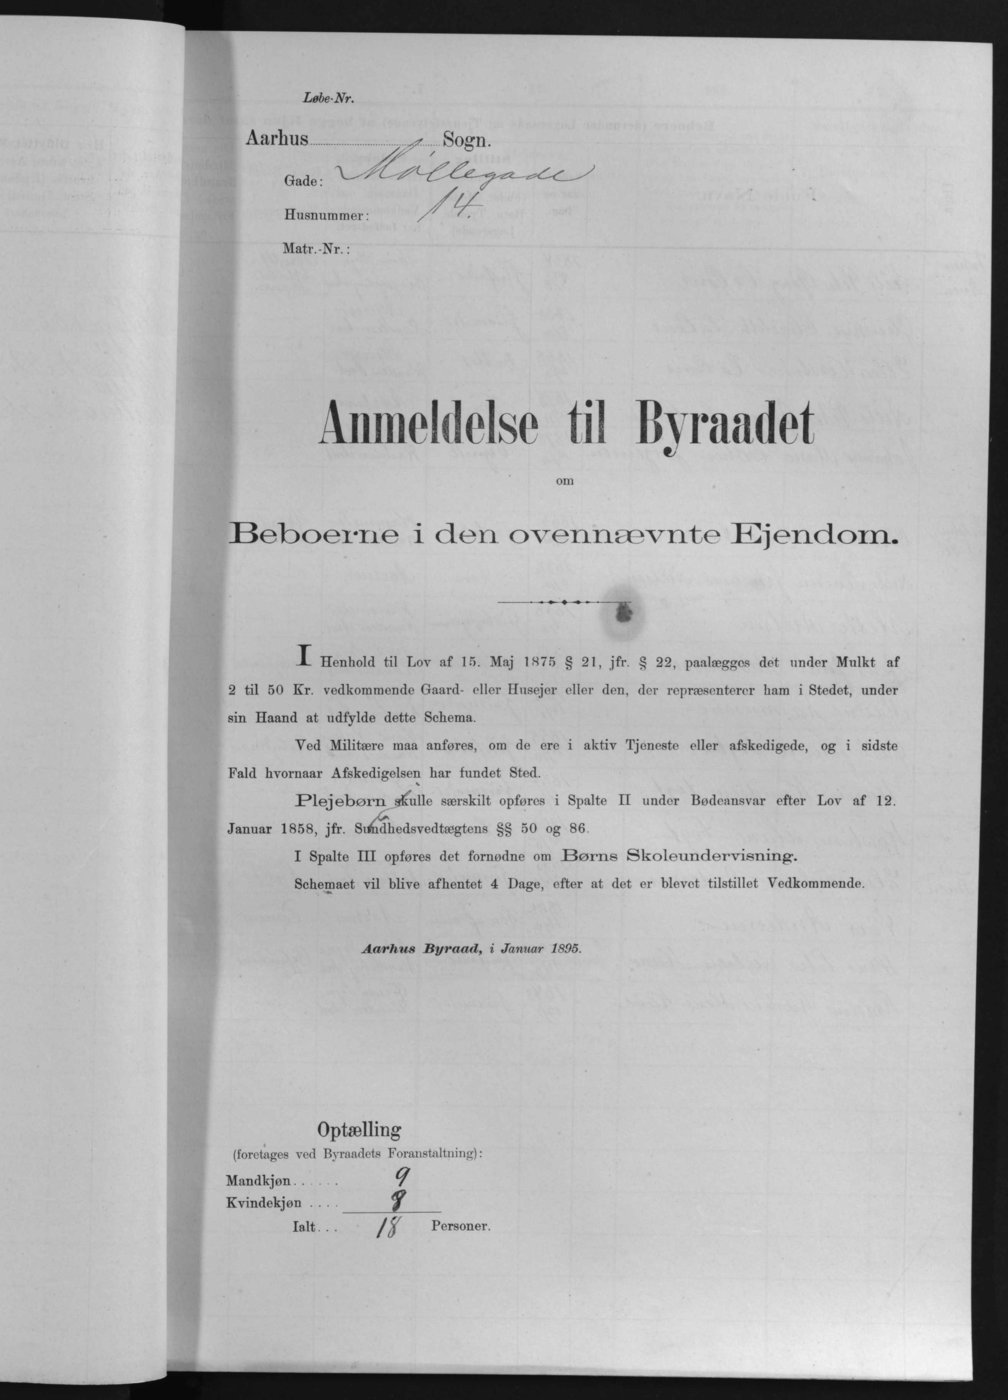 Løbe-Nr.
Aarhus Sogn.
Gade: Møllegade
Husnummer: 14.
Matr.-Nr.:
Anmeldelse til Byraadet
om
Beboerne i den ovennævnte Ejendom.
I Henhold til Lov af 15. Maj 1875 § 21, jfr. § 22, paalægges det under Mulkt af
2 til 50 Kr. vedkommende Gaard- eller Husejer eller den, der repræsenterer ham i Stedet, under
sin Haand at udfylde dette Schema.
Ved Militære maa anføres, om de ere i aktiv Tjeneste eller afskedigede, og i sidste
Fald hvornaar Afskedigelsen har fundet Sted.
Plejebørn skulle særskilt opføres i Spalte II under Bødeansvar efter Lov af 12.
Januar 1858, jfr. Sundhedsvedtægtens §§ 50 og 86.
I Spalte III opføres det fornødne om Børns Skoleundervisning.
Schemaet vil blive afhentet 4 Dage, efter at det er blevet tilstillet Vedkommende.
Aarhus Byraad, i Januar 1895.
Optælling
(foretages ved Byraadets Foranstaltning):
Mandkjøn...... 9
Kvindekjøn .... 8
Ialt... 18 Personer.